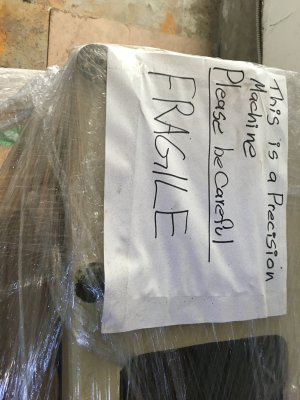 This is a Precision
Machine
Please be Careful
FRAGILE